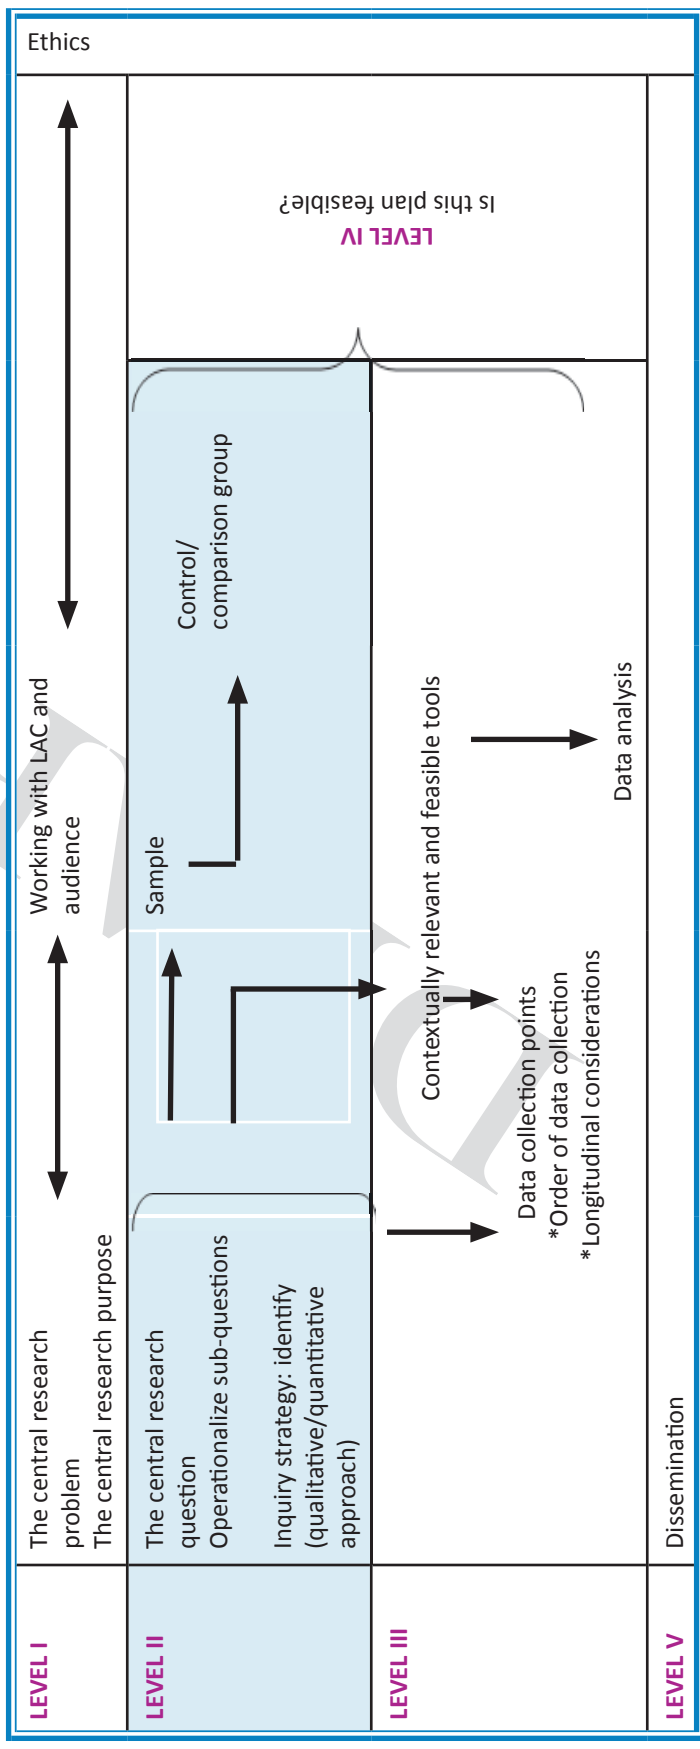 LEVEL I
The central research
problem
The central research purpose
Working with LAC and
audience
Ethics
LEVEL II
The central research
question
Operationalize sub-questions
Inquiry strategy: identify
(qualitative/quantitative
approach)
Sample
Control/
comparison group
LEVEL III
Contextually relevant and feasible tools
Data collection points
*Order of data collection
*Longitudinal considerations
Data analysis
LEVEL IV
Is this plan feasible?
LEVEL V
Dissemination